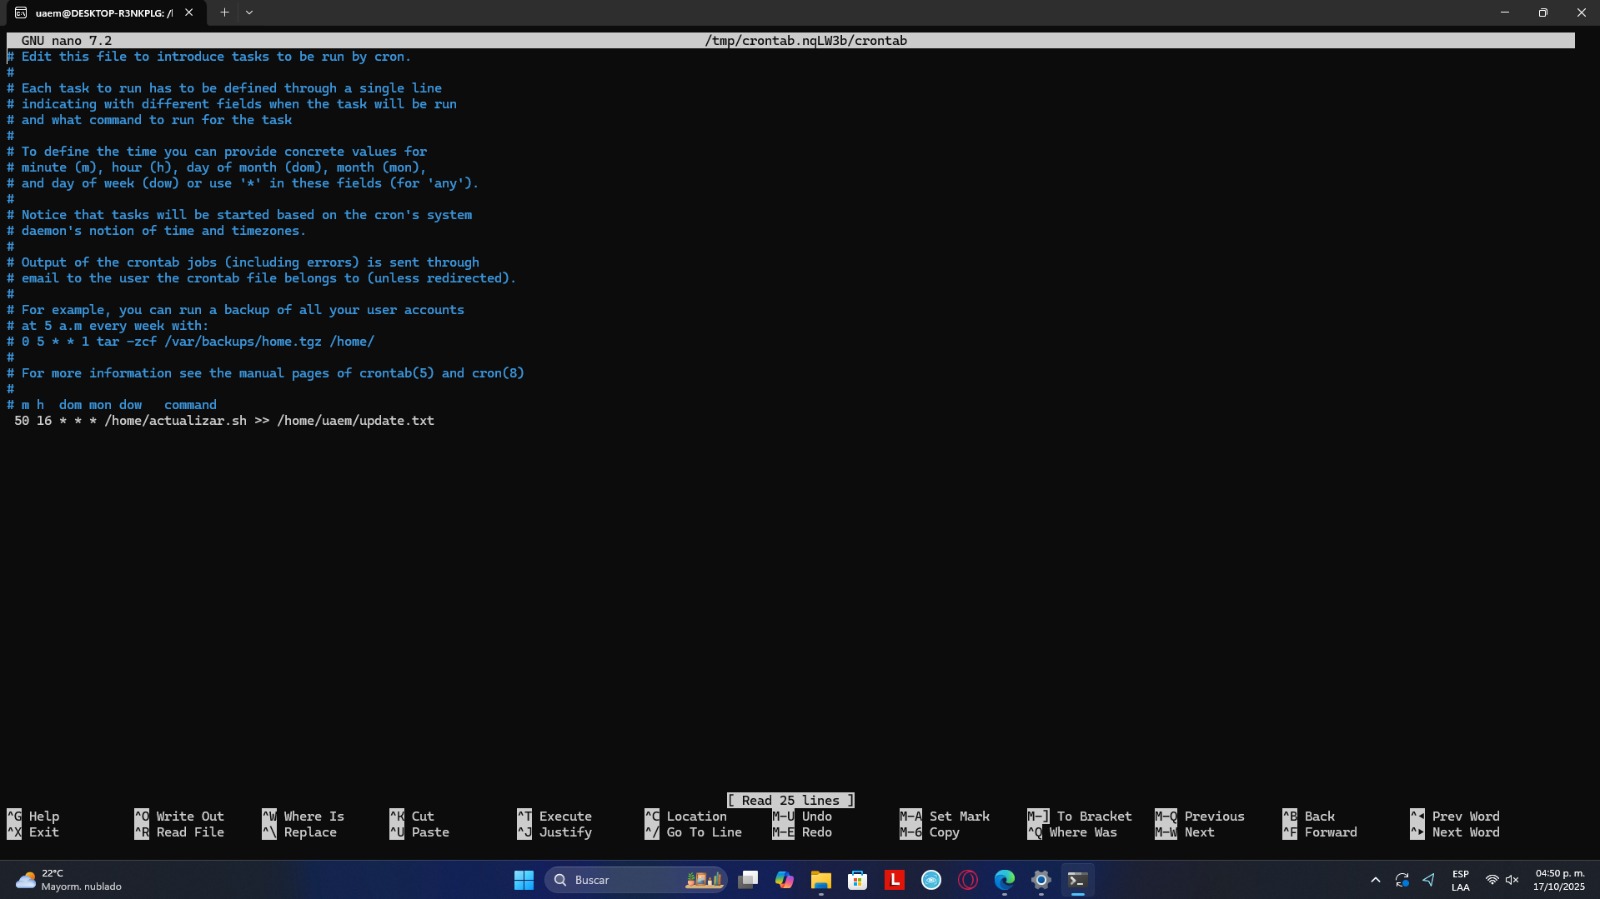 uaem@DESKTOP-R3NKPLG: /
GNU nano 7.2 /tmp/crontab.nqLW3b/crontab
# Edit this file to introduce tasks to be run by cron.
#
# Each task to run has to be defined through a single line
# indicating with different fields when the task will be run
# and what command to run for the task
#
# To define the time you can provide concrete values for
# minute (m), hour (h), day of month (dom), month (mon),
# and day of week (dow) or use '*' in these fields (for 'any').
#
# Notice that tasks will be started based on the cron's system
# daemon's notion of time and timezones.
#
# Output of the crontab jobs (including errors) is sent through
# email to the user the crontab file belongs to (unless redirected).
#
# For example, you can run a backup of all your user accounts
# at 5 a.m every week with:
# 0 5 * * 1 tar -zcf /var/backups/home.tgz /home/
#
# For more information see the manual pages of crontab(5) and cron(8)
#
# m h  dom mon dow   command
50 16 * * * /home/actualizar.sh >> /home/uaem/update.txt
[ Read 25 lines ]
^G Help ^O Write Out ^W Where Is ^K Cut ^T Execute ^C Location M-U Undo M-A Set Mark M-] To Bracket M-Q Previous ^B Back ^◂ Prev Word
^X Exit ^R Read File ^\ Replace ^U Paste ^J Justify ^/ Go To Line M-E Redo M-6 Copy ^Q Where Was M-W Next ^F Forward ^▸ Next Word
22°C
Mayorm. nublado
Buscar
L
ESP
LAA
04:50 p. m.
17/10/2025